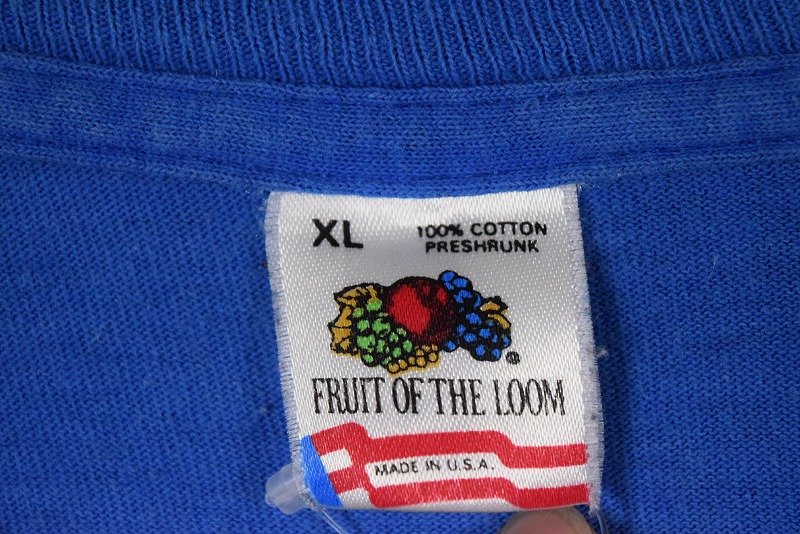 XL
100% COTTON
PRESHRUNK
FRUIT OF THE LOOM
MADE IN U.S.A.